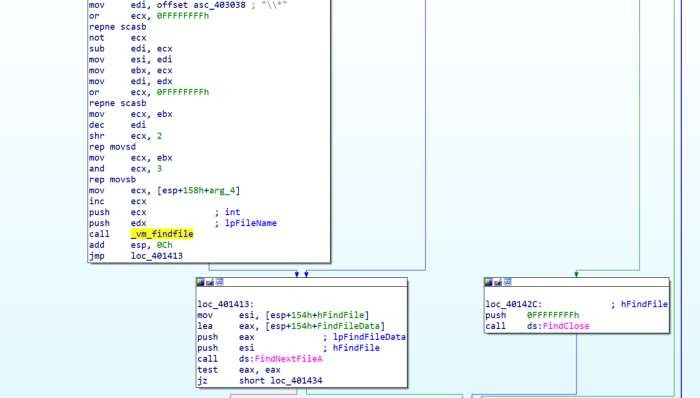 mov edi, offset asc_403038 ; "\\*"
or ecx, 0FFFFFFFFh
repne scasb
not ecx
sub edi, ecx
mov esi, edi
mov ebx, ecx
mov edi, edx
or ecx, 0FFFFFFFFh
repne scasb
mov ecx, ebx
dec edi
shr ecx, 2
rep movsd
mov ecx, ebx
and ecx, 3
rep movsb
mov ecx, [esp+158h+arg_4]
inc ecx
push ecx ; int
push edx ; lpFileName
call _vm_findfile
add esp, 0Ch
jmp loc_401413
loc_401413:
mov esi, [esp+154h+hFindFile]
lea eax, [esp+154h+FindFileData]
push eax ; lpFindFileData
push esi ; hFindFile
call ds:FindNextFileA
test eax, eax
jz short loc_401434
loc_40142C: ; hFindFile
push 0FFFFFFFFh
call ds:FindClose